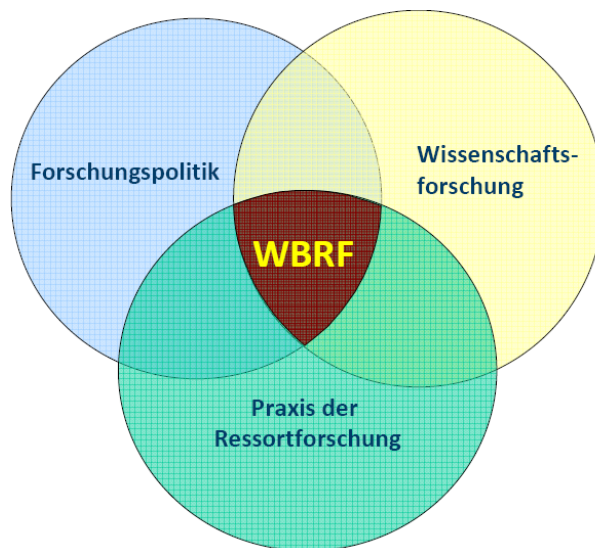 Forschungspolitik
Wissenschafts-
forschung
WBRF
Praxis der
Ressortforschung